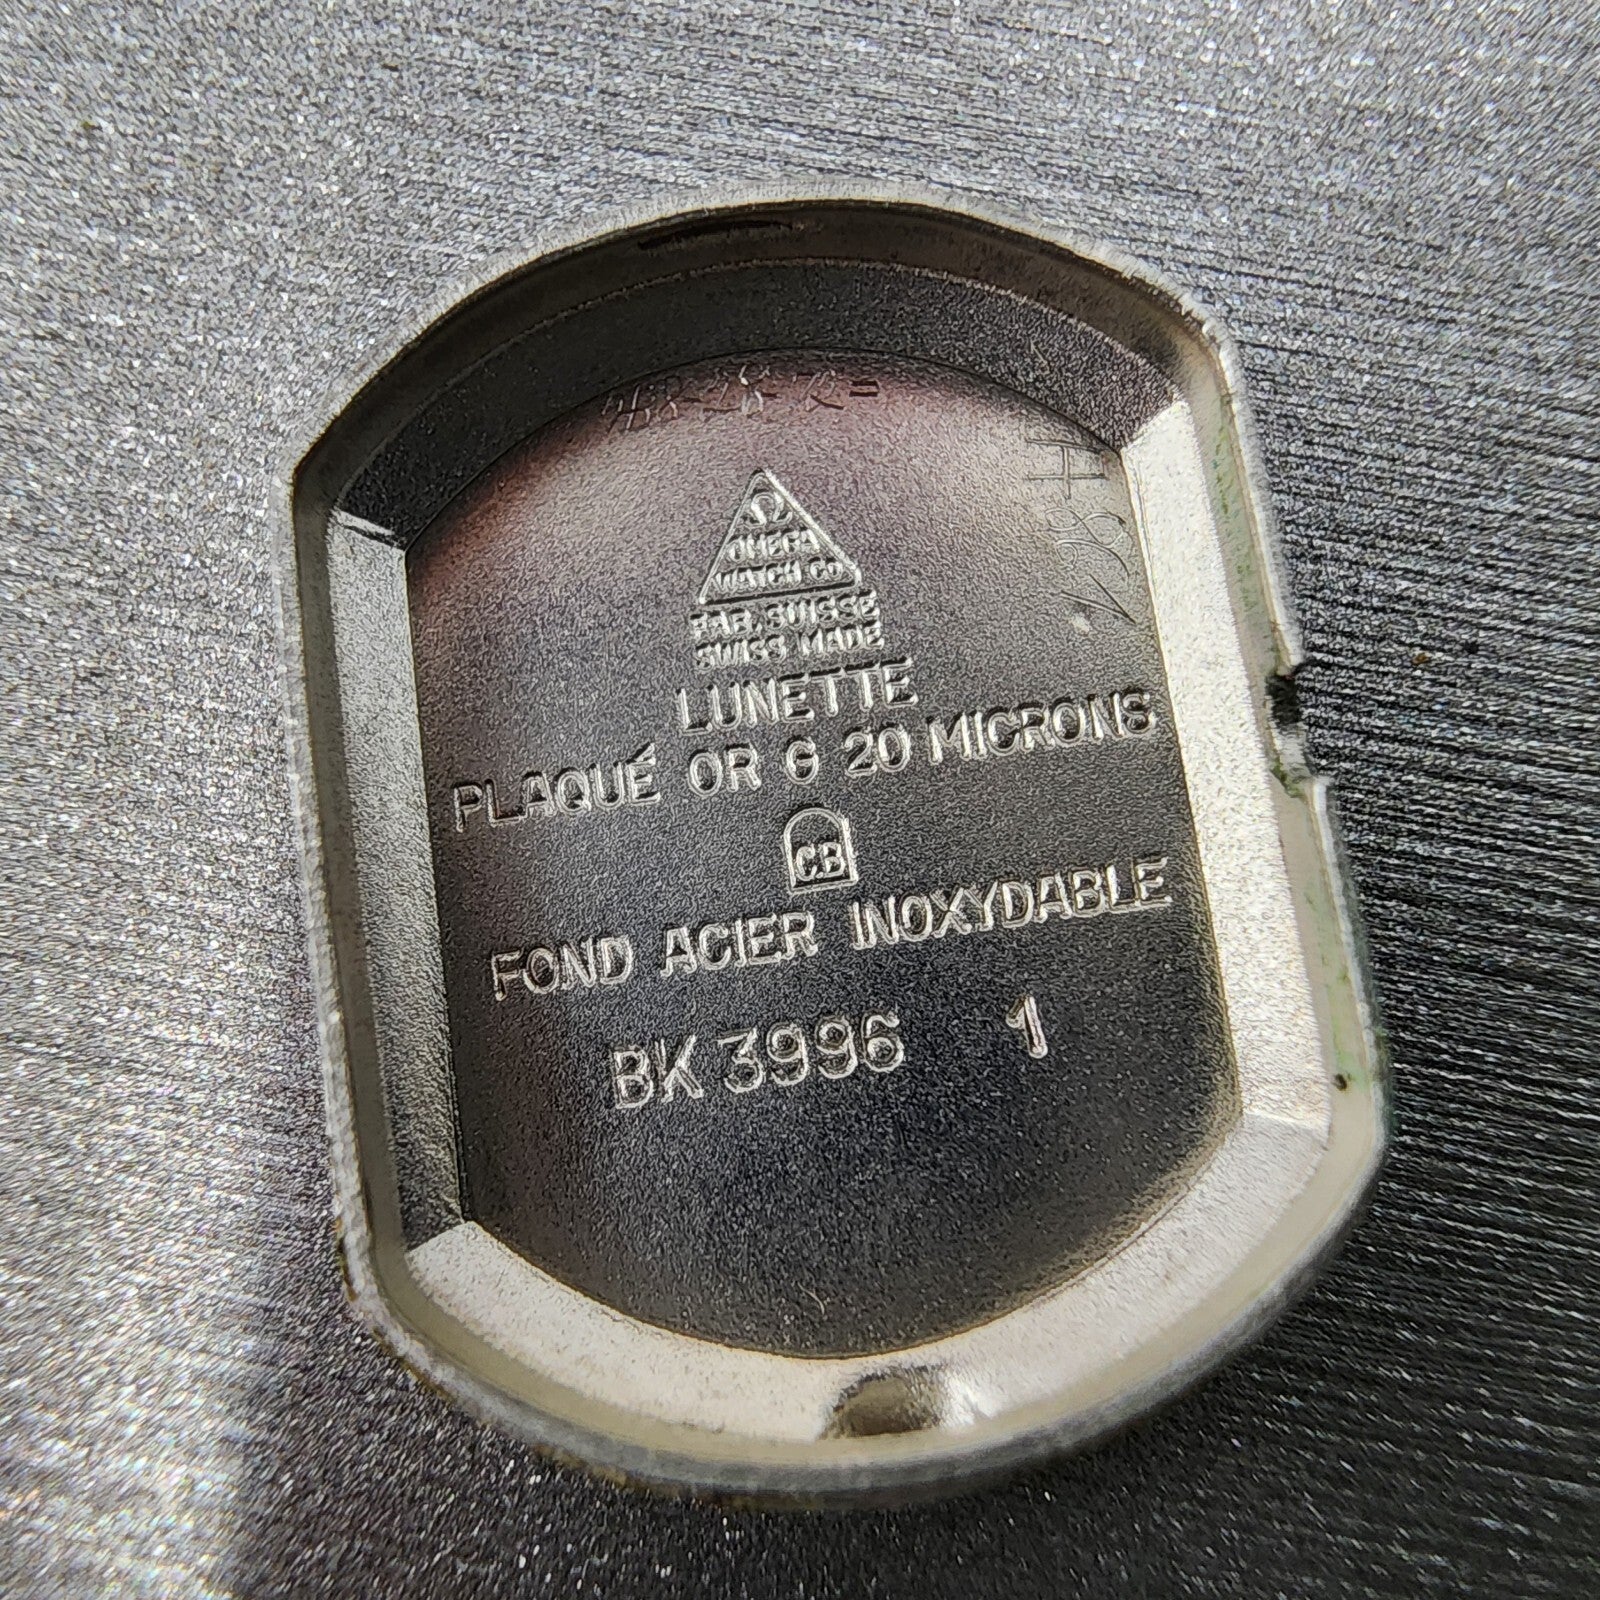 Ω
OMEGA
WATCH CO
FAB. SUISSE
SWISS MADE
LUNETTE
PLAQUÉ OR G 20 MICRONS
CB
FOND ACIER INOXYDABLE
BK 3996 1